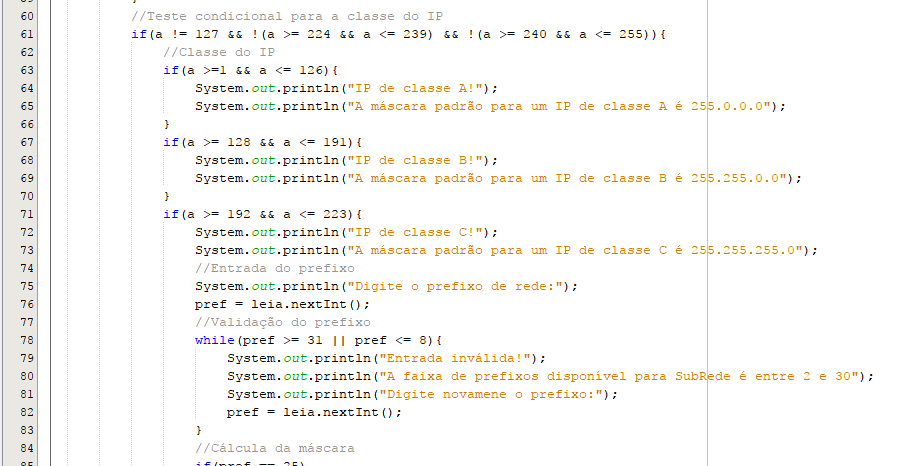 60 //Teste condicional para a classe do IP
61 if(a != 127 && !(a >= 224 && a <= 239) && !(a >= 240 && a <= 255)){
62 //Classe do IP
63 if(a >=1 && a <= 126){
64 System.out.println("IP de classe A!");
65 System.out.println("A máscara padrão para um IP de classe A é 255.0.0.0");
66 }
67 if(a >= 128 && a <= 191){
68 System.out.println("IP de classe B!");
69 System.out.println("A máscara padrão para um IP de classe B é 255.255.0.0");
70 }
71 if(a >= 192 && a <= 223){
72 System.out.println("IP de classe C!");
73 System.out.println("A máscara padrão para um IP de classe C é 255.255.255.0");
74 //Entrada do prefixo
75 System.out.println("Digite o prefixo de rede:");
76 pref = leia.nextInt();
77 //Validação do prefixo
78 while(pref >= 31 || pref <= 8){
79 System.out.println("Entrada inválida!");
80 System.out.println("A faixa de prefixos disponível para SubRede é entre 2 e 30");
81 System.out.println("Digite novamene o prefixo:");
82 pref = leia.nextInt();
83 }
84 //Cálcula da máscara
85 if(pref == 25)